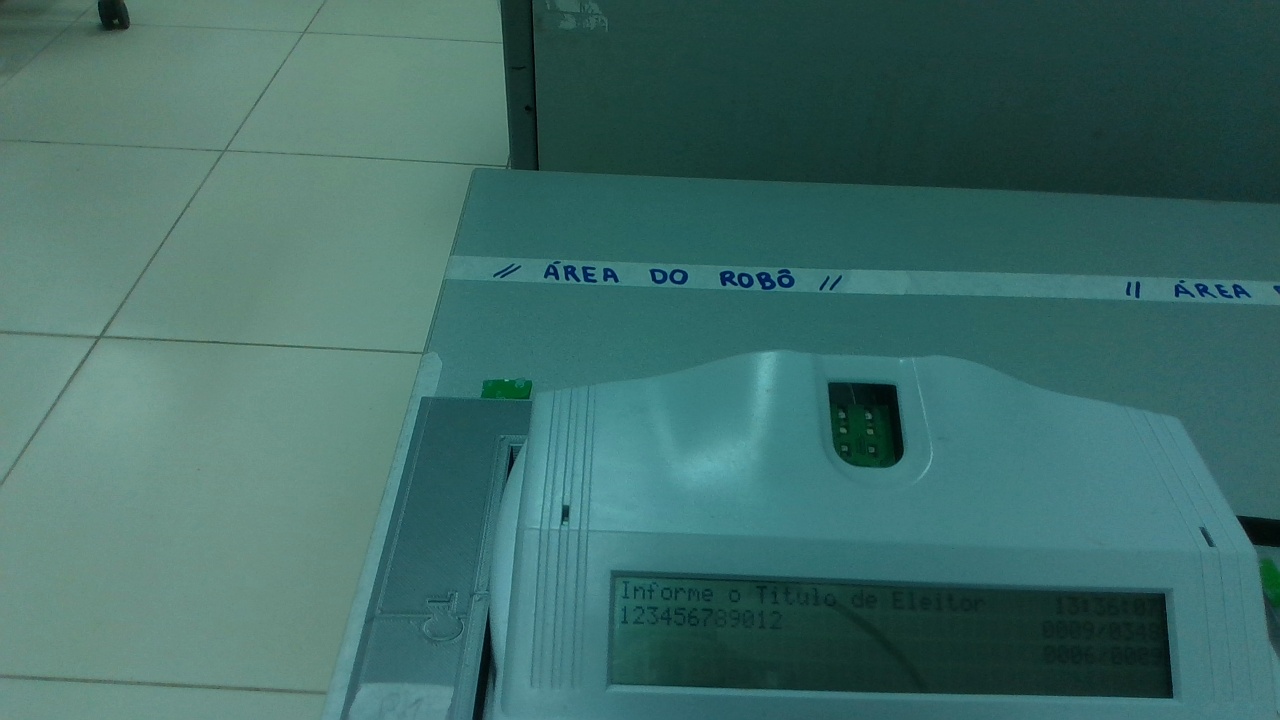 // ÁREA DO ROBÔ //
|| ÁREA
Informe o Título de Eleitor
123456789012